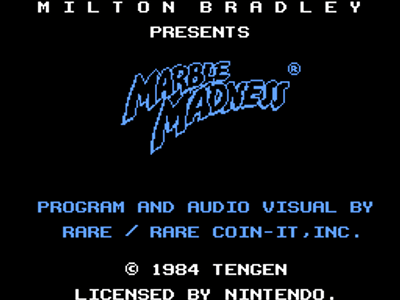 MILTON BRADLEY
PRESENTS
MARBLE ®
MADNESS
PROGRAM AND AUDIO VISUAL BY
RARE / RARE COIN-IT,INC.
© 1984 TENGEN
LICENSED BY NINTENDO.